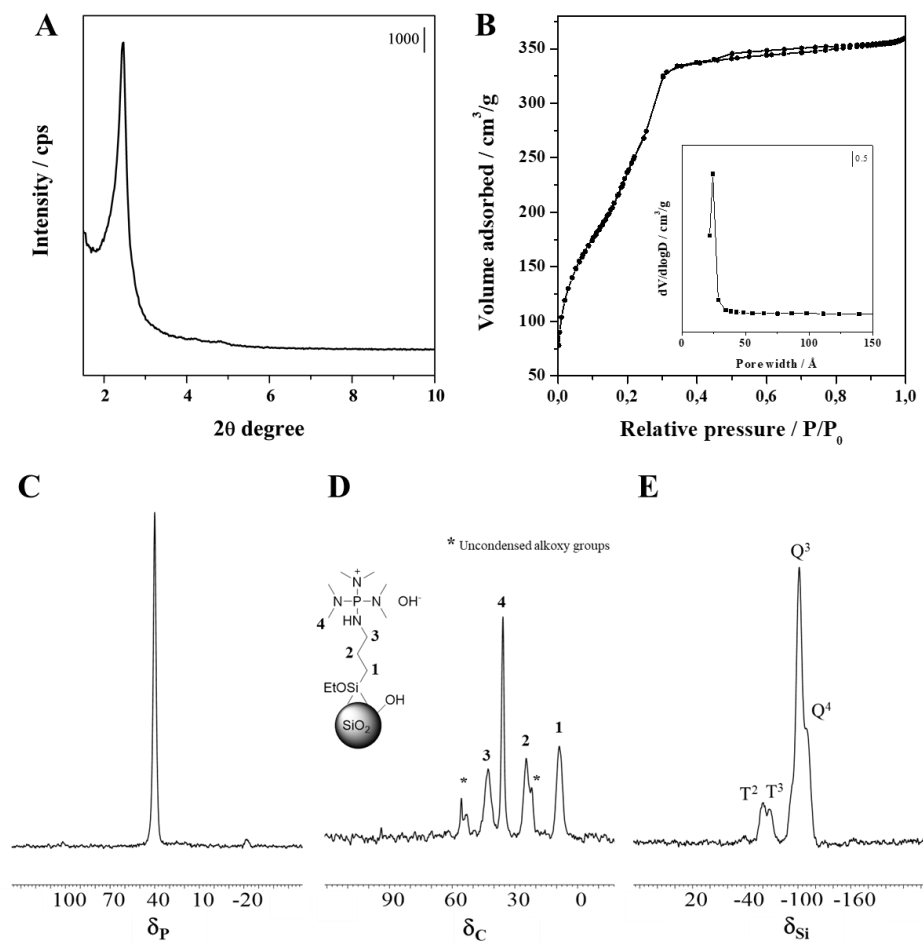 A
1000
Intensity / cps
2 4 6 8 10
2θ degree
B
Volume adsorbed / cm³/g
350
300
250
200
150
100
50
0,0 0,2 0,4 0,6 0,8 1,0
Relative pressure / P/P₀
0.5
dV/dlogD / cm³/g
0 50 100 150
Pore width / Å
C
100 70 40 10 -20
δP
D
* Uncondensed alkoxy groups
+
N
N P N OH-
4 HN
3
2
1
EtO Si OH
SiO₂
4
3 2 1
* *
90 60 30 0
δC
E
Q³
Q⁴
T² T³
20 -40 -100 -160
δSi